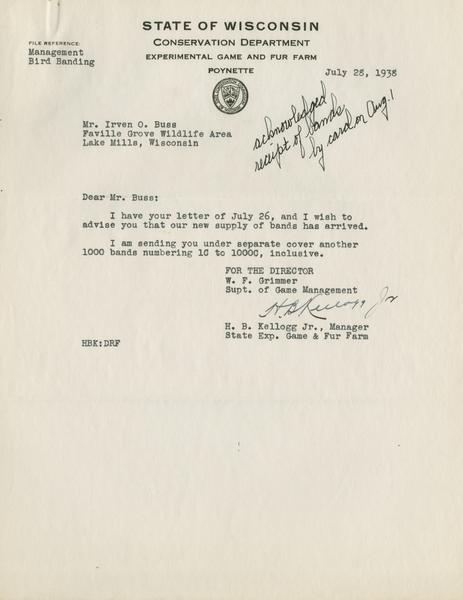 STATE OF WISCONSIN
CONSERVATION DEPARTMENT
EXPERIMENTAL GAME AND FUR FARM
POYNETTE
FILE REFERENCE:
Management
Bird Banding
July 28, 1938
acknowledged
receipt of bands
by card on Aug. 1
Mr. Irven O. Buss
Faville Grove Wildlife Area
Lake Mills, Wisconsin
Dear Mr. Buss:
I have your letter of July 26, and I wish to
advise you that our new supply of bands has arrived.
I am sending you under separate cover another
1000 bands numbering 1C to 1000C, inclusive.
FOR THE DIRECTOR
W. F. Grimmer
Supt. of Game Management
H B Kellogg Jr
H. B. Kellogg Jr., Manager
State Exp. Game & Fur Farm
HBK:DRF